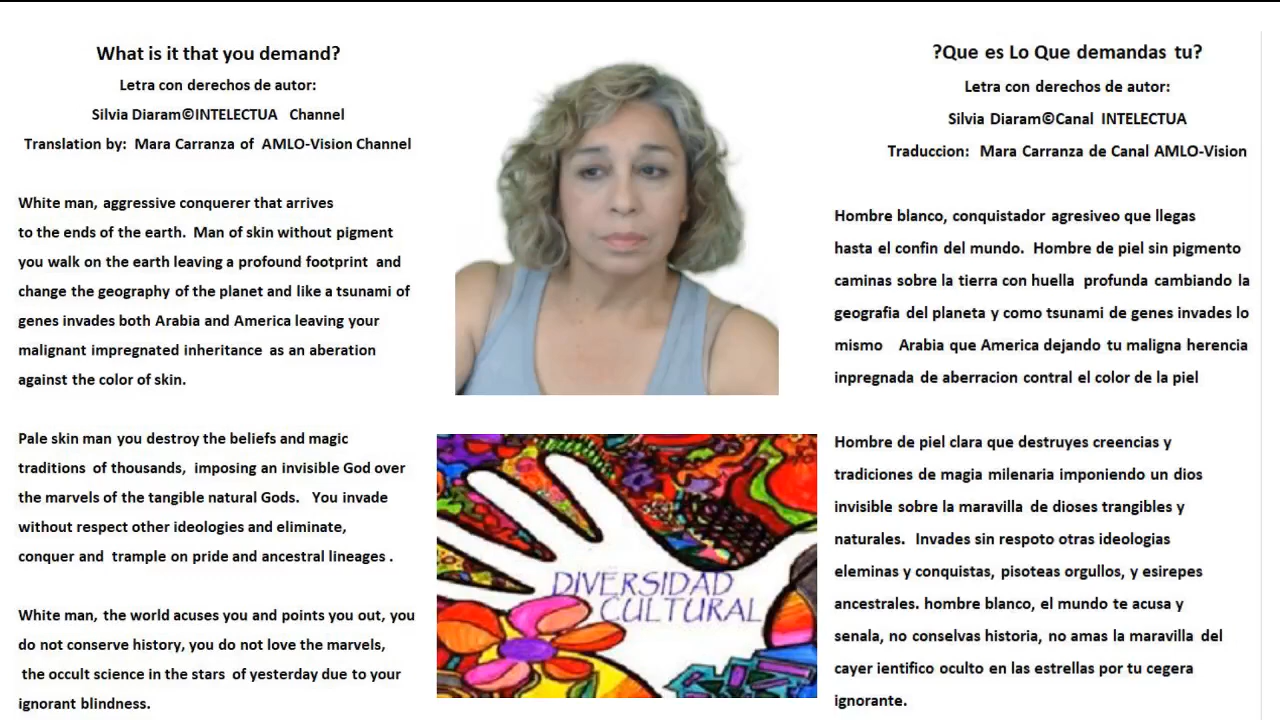 What is it that you demand?
Letra con derechos de autor:
Silvia Diaram©INTELECTUA Channel
Translation by: Mara Carranza of AMLO-Vision Channel
White man, aggressive conquerer that arrives
to the ends of the earth. Man of skin without pigment
you walk on the earth leaving a profound footprint and
change the geography of the planet and like a tsunami of
genes invades both Arabia and America leaving your
malignant impregnated inheritance as an aberation
against the color of skin.
Pale skin man you destroy the beliefs and magic
traditions of thousands, imposing an invisible God over
the marvels of the tangible natural Gods. You invade
without respect other ideologies and eliminate,
conquer and trample on pride and ancestral lineages .
White man, the world acuses you and points you out, you
do not conserve history, you do not love the marvels,
the occult science in the stars of yesterday due to your
ignorant blindness.
DIVERSIDAD
CULTURAL
?Que es Lo Que demandas tu?
Letra con derechos de autor:
Silvia Diaram©Canal INTELECTUA
Traduccion: Mara Carranza de Canal AMLO-Vision
Hombre blanco, conquistador agresiveo que llegas
hasta el confin del mundo. Hombre de piel sin pigmento
caminas sobre la tierra con huella profunda cambiando la
geografia del planeta y como tsunami de genes invades lo
mismo Arabia que America dejando tu maligna herencia
inpregnada de aberracion contral el color de la piel
Hombre de piel clara que destruyes creencias y
tradiciones de magia milenaria imponiendo un dios
invisible sobre la maravilla de dioses trangibles y
naturales. Invades sin respoto otras ideologias
eleminas y conquistas, pisoteas orgullos, y esirepes
ancestrales. hombre blanco, el mundo te acusa y
senala, no conselvas historia, no amas la maravilla del
cayer ientifico oculto en las estrellas por tu cegera
ignorante.